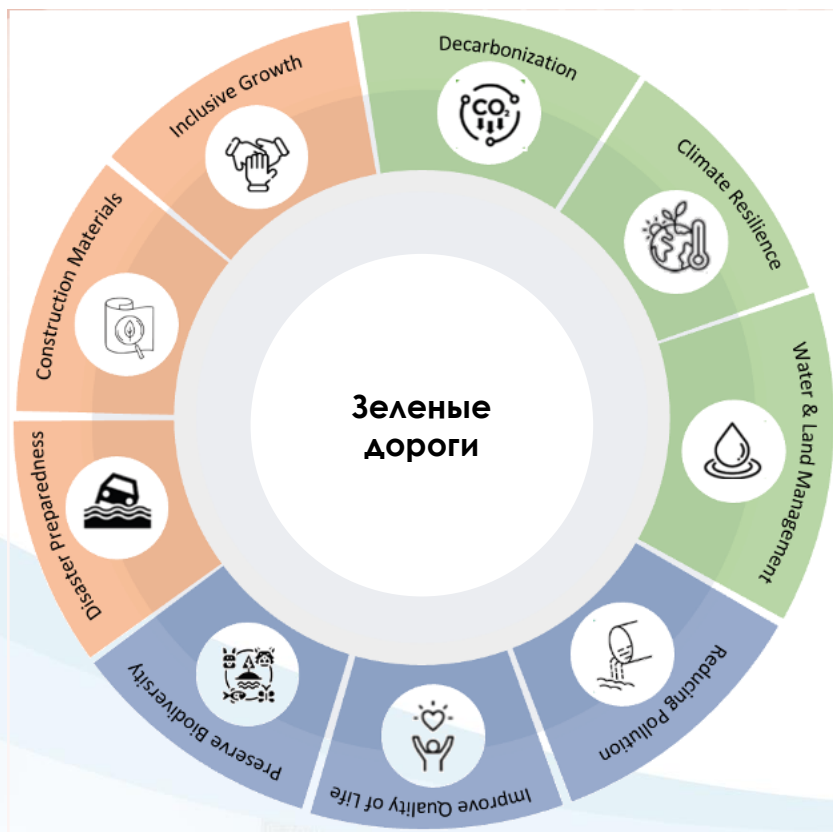 Decarbonization
Climate Resilience
Water & Land Management
Reducing Pollution
Improve Quality of Life
Preserve Biodiversity
Disaster Preparedness
Construction Materials
Inclusive Growth
CO₂
Зеленые
дороги